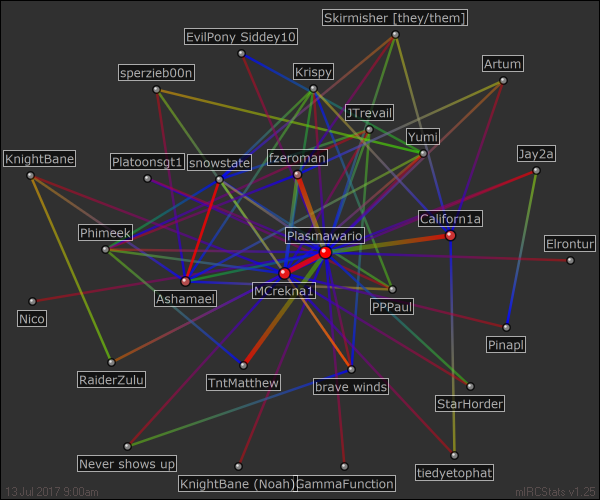 Skirmisher [they/them]
EvilPony Siddey10
Artum
sperzieb00n
Krispy
JTrevail
Yumi
KnightBane
Platoonsgt1
snowstate
fzeroman
Jay2a
Californ1a
Phimeek
Plasmawario
Elrontur
Ashamael
MCrekna1
PPPaul
Nico
Pinapl
RaiderZulu
TntMatthew
brave winds
StarHorder
Never shows up
KnightBane (Noah)
GammaFunction
tiedyetophat
13 Jul 2017 9:00am
mIRCStats v1.25